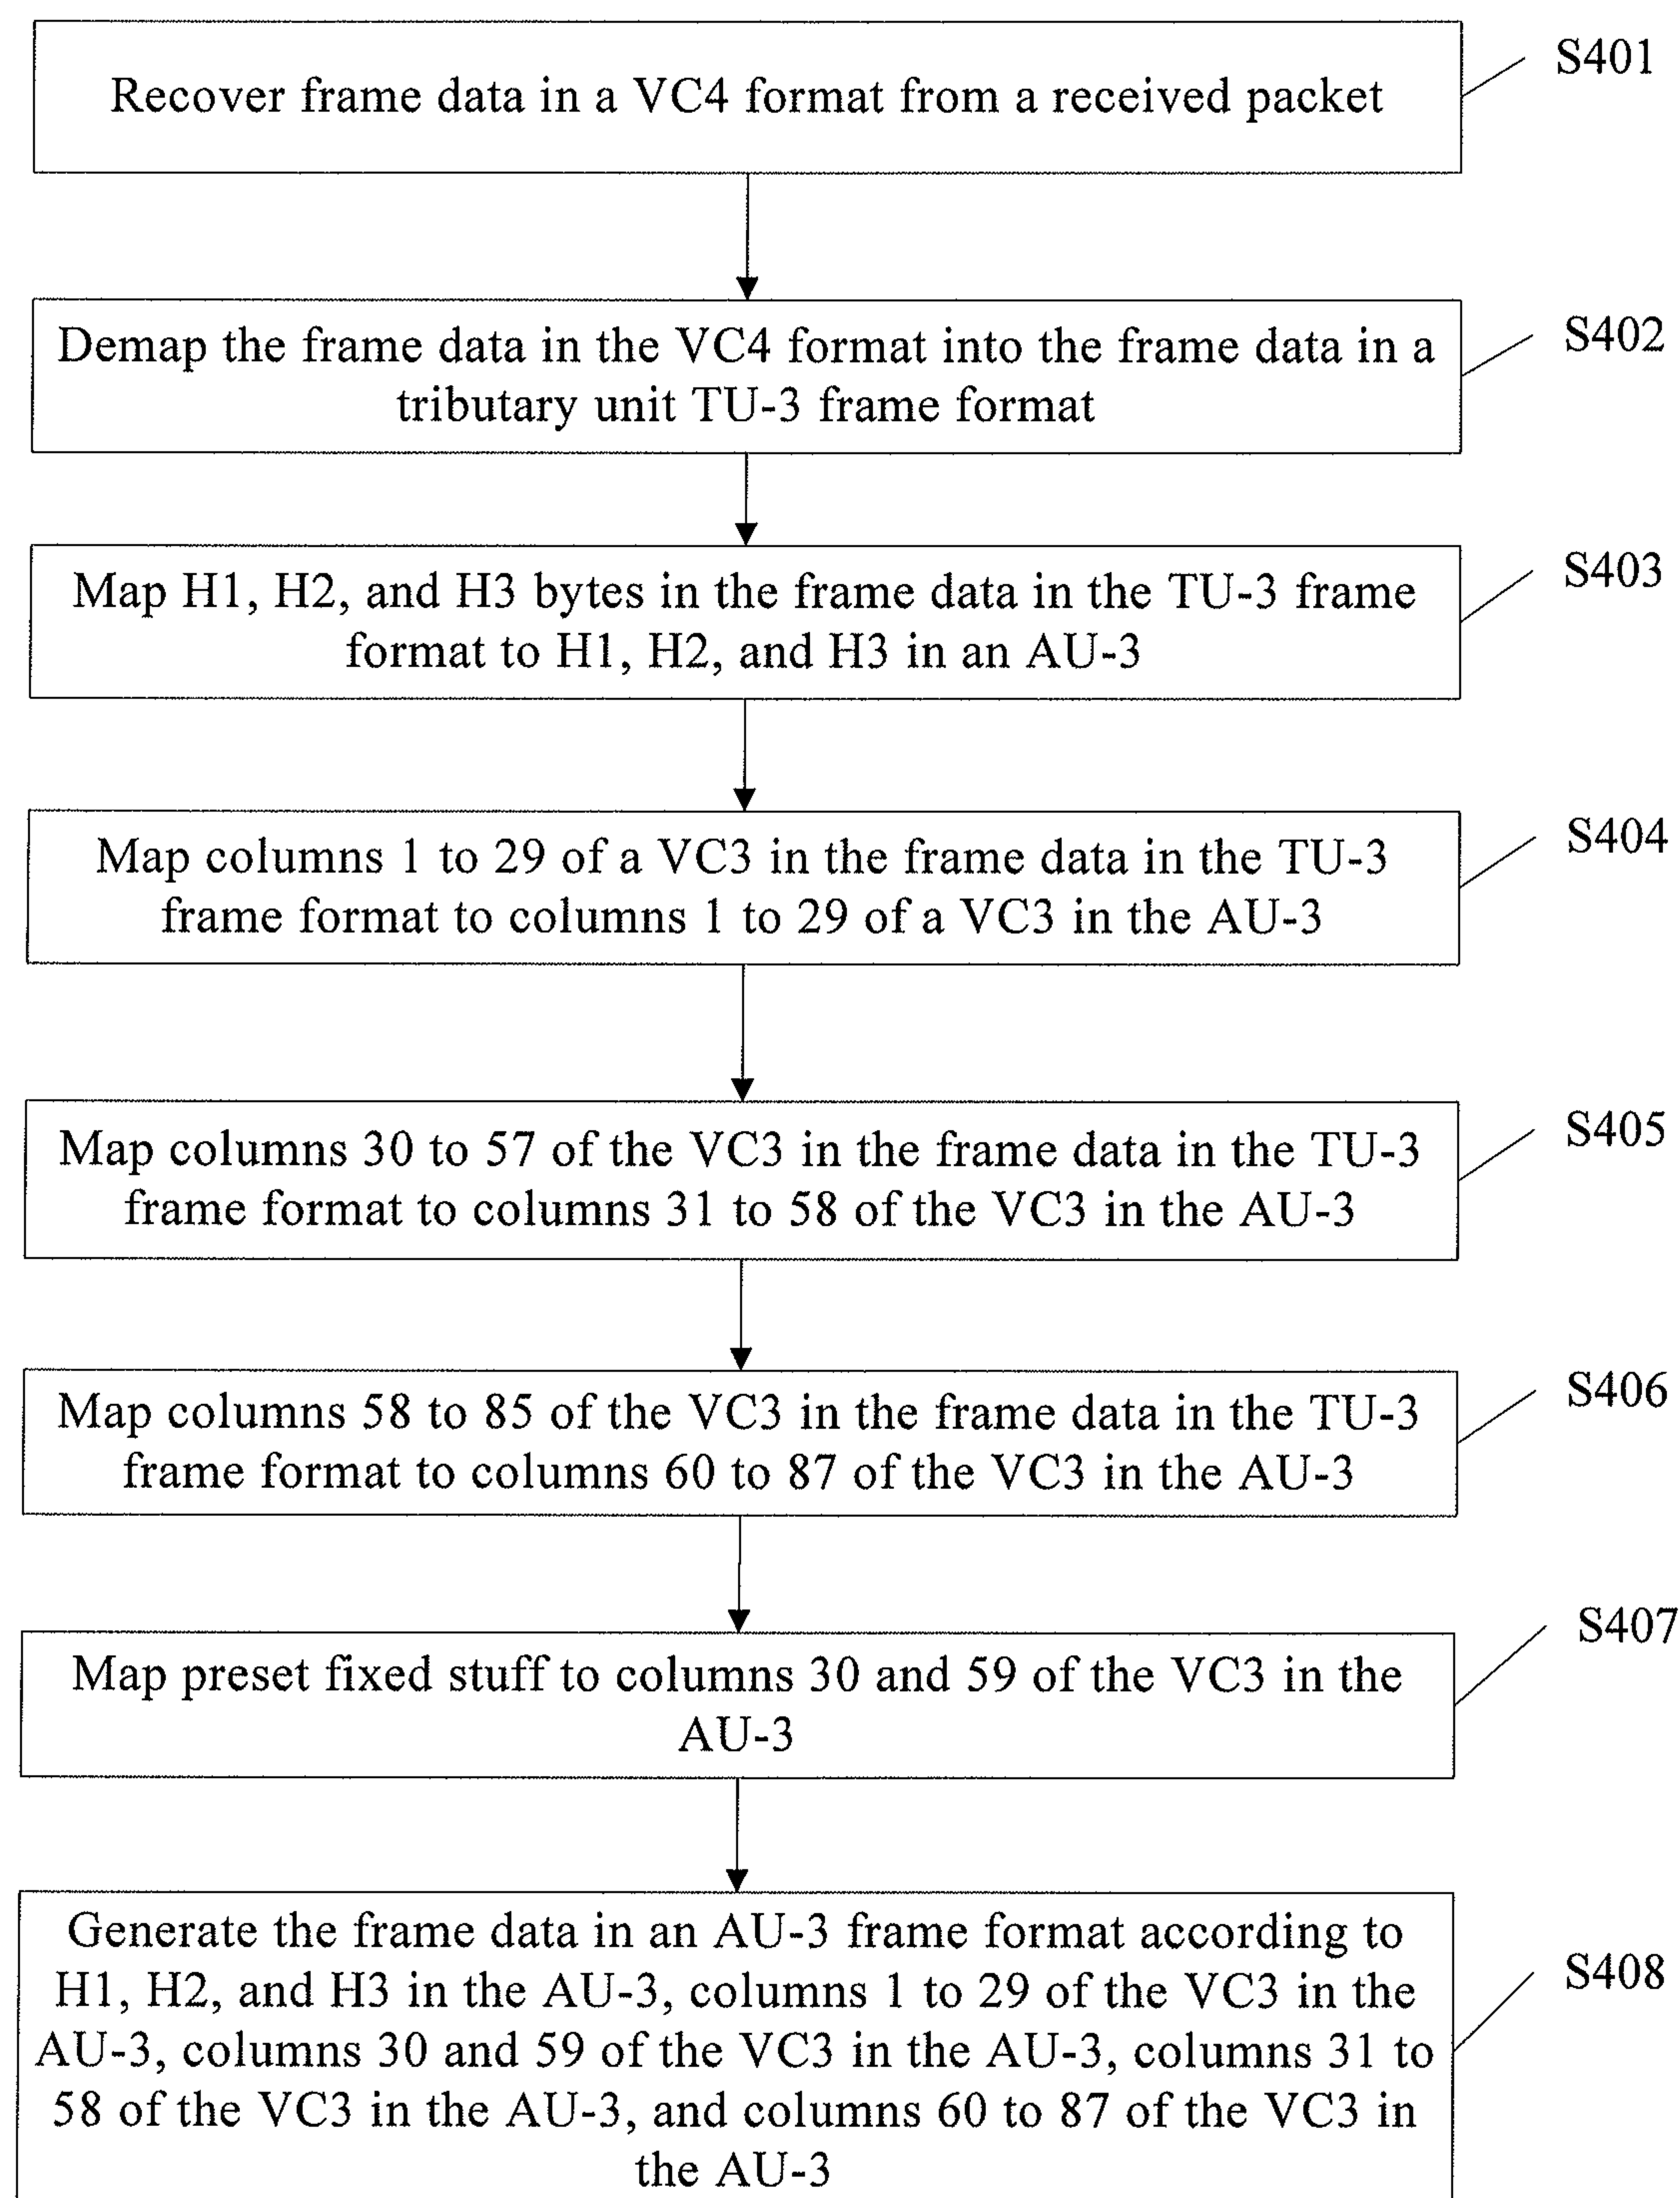 Recover frame data in a VC4 format from a received packet
S401
Demap the frame data in the VC4 format into the frame data in a
tributary unit TU-3 frame format
S402
Map H1, H2, and H3 bytes in the frame data in the TU-3 frame
format to H1, H2, and H3 in an AU-3
S403
Map columns 1 to 29 of a VC3 in the frame data in the TU-3
frame format to columns 1 to 29 of a VC3 in the AU-3
S404
Map columns 30 to 57 of the VC3 in the frame data in the TU-3
frame format to columns 31 to 58 of the VC3 in the AU-3
S405
Map columns 58 to 85 of the VC3 in the frame data in the TU-3
frame format to columns 60 to 87 of the VC3 in the AU-3
S406
Map preset fixed stuff to columns 30 and 59 of the VC3 in the
AU-3
S407
Generate the frame data in an AU-3 frame format according to
H1, H2, and H3 in the AU-3, columns 1 to 29 of the VC3 in the
AU-3, columns 30 and 59 of the VC3 in the AU-3, columns 31 to
58 of the VC3 in the AU-3, and columns 60 to 87 of the VC3 in
the AU-3
S408